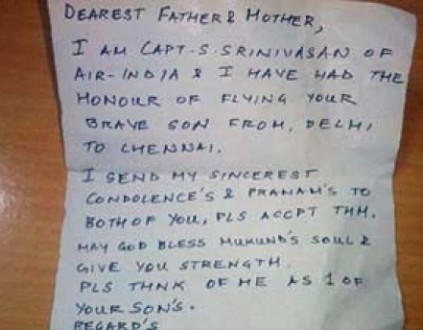 DEAREST FATHER & MOTHER,
I AM CAPT. S. SRINIVASAN OF
AIR-INDIA & I HAVE HAD THE
HONOUR OF FLYING YOUR
BRAVE SON FROM, DELHI
TO CHENNAI.
I SEND MY SINCEREST
CONDOLENCE'S & PRANAM'S TO
BOTH OF YOU, PLS ACCPT THM.
MAY GOD BLESS MUKUND'S SOUL &
GIVE YOU STRENGTH.
PLS THNK OF ME AS 1 OF
YOUR SON'S.
REGARD'S